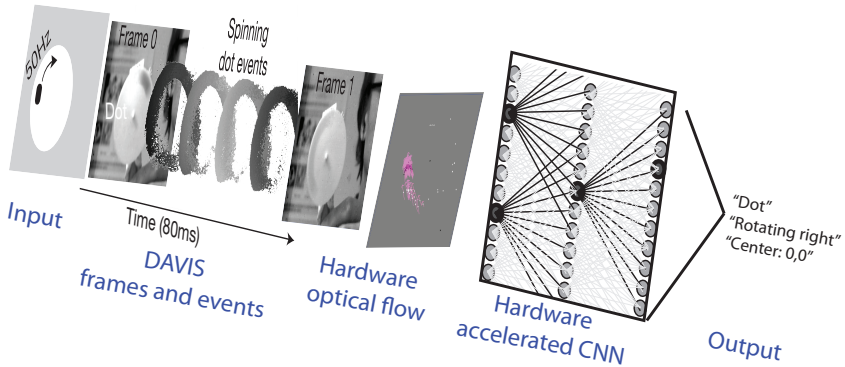 50Hz
Frame 0
Dot
Spinning
dot events
Frame 1
Time (80ms)
Input
DAVIS
frames and events
Hardware
optical flow
Hardware
accelerated CNN
"Dot"
"Rotating right"
"Center: 0,0"
Output